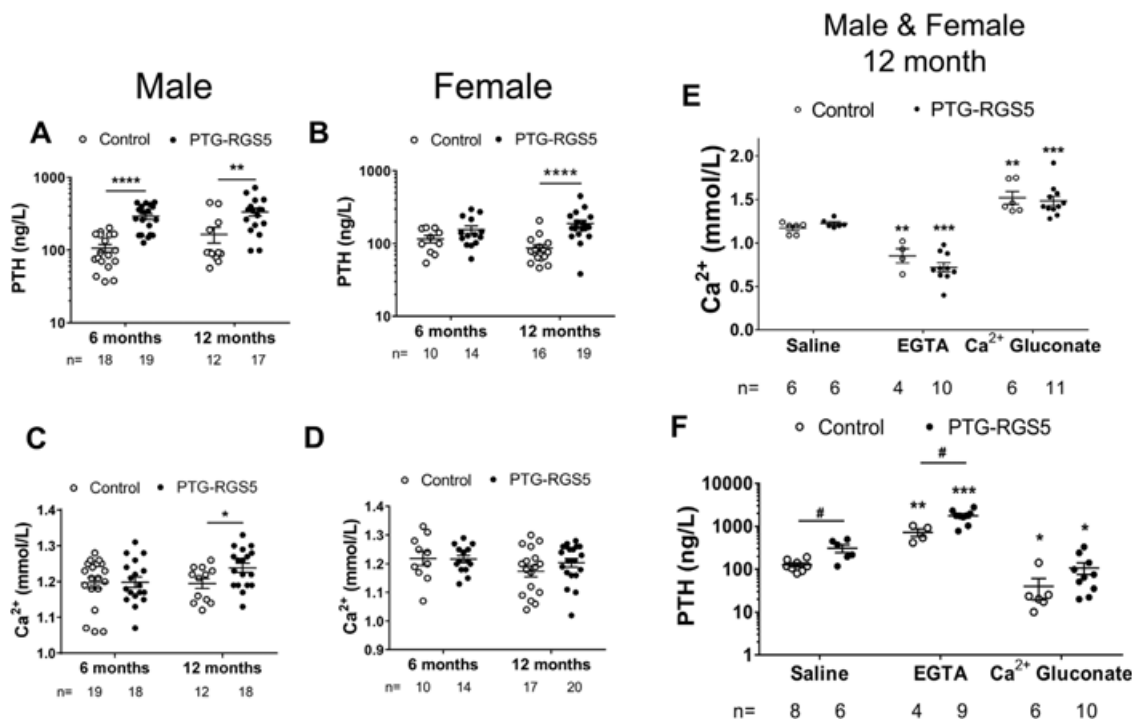 Male
Female
Male & Female
12 month
A
○ Control ● PTG-RGS5
PTH (ng/L)
1000
100
10
****
**
6 months 12 months
n= 18 19 12 17
B
○ Control ● PTG-RGS5
PTH (ng/L)
1000
100
10
****
6 months 12 months
n= 10 14 16 19
C
○ Control ● PTG-RGS5
Ca²⁺ (mmol/L)
1.4
1.3
1.2
1.1
1.0
*
6 months 12 months
n= 19 18 12 18
D
○ Control ● PTG-RGS5
Ca²⁺ (mmol/L)
1.4
1.3
1.2
1.1
1.0
0.9
6 months 12 months
n= 10 14 17 20
E
○ Control ● PTG-RGS5
Ca²⁺ (mmol/L)
2.0
1.5
1.0
0.5
0.0
** *** ** ***
Saline EGTA Ca²⁺ Gluconate
n= 6 6 4 10 6 11
F
○ Control ● PTG-RGS5
PTH (ng/L)
10000
1000
100
10
1
# # ** *** * *
Saline EGTA Ca²⁺ Gluconate
n= 8 6 4 9 6 10